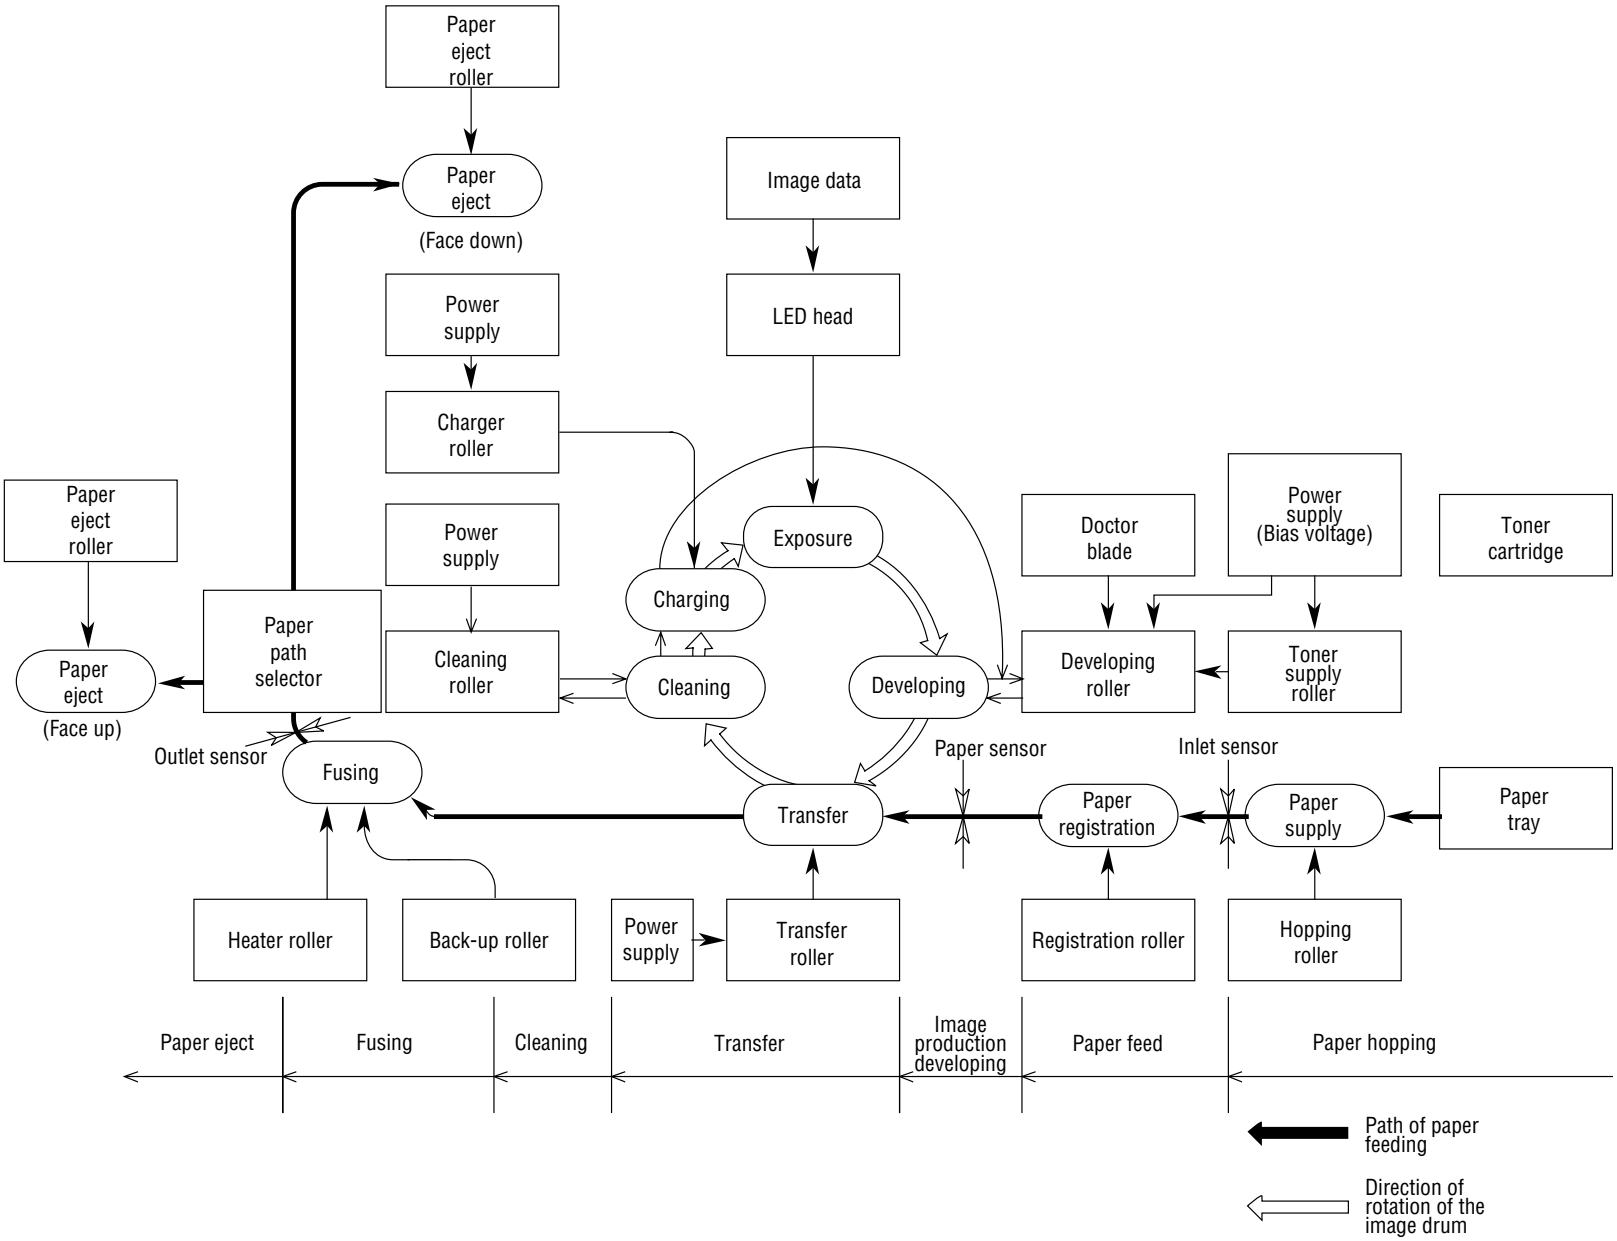 Paper
eject
roller
Paper
eject
(Face down)
Image data
LED head
Power
supply
Charger
roller
Power
supply
Cleaning
roller
Paper
eject
roller
Paper
eject
(Face up)
Paper
path
selector
Outlet sensor
Fusing
Exposure
Charging
Cleaning
Developing
Transfer
Doctor
blade
Power
supply
(Bias voltage)
Toner
cartridge
Developing
roller
Toner
supply
roller
Paper sensor
Inlet sensor
Paper
registration
Paper
supply
Paper
tray
Heater roller
Back-up roller
Power
supply
Transfer
roller
Registration roller
Hopping
roller
Paper eject
Fusing
Cleaning
Transfer
Image
production
developing
Paper feed
Paper hopping
Path of paper
feeding
Direction of
rotation of the
image drum